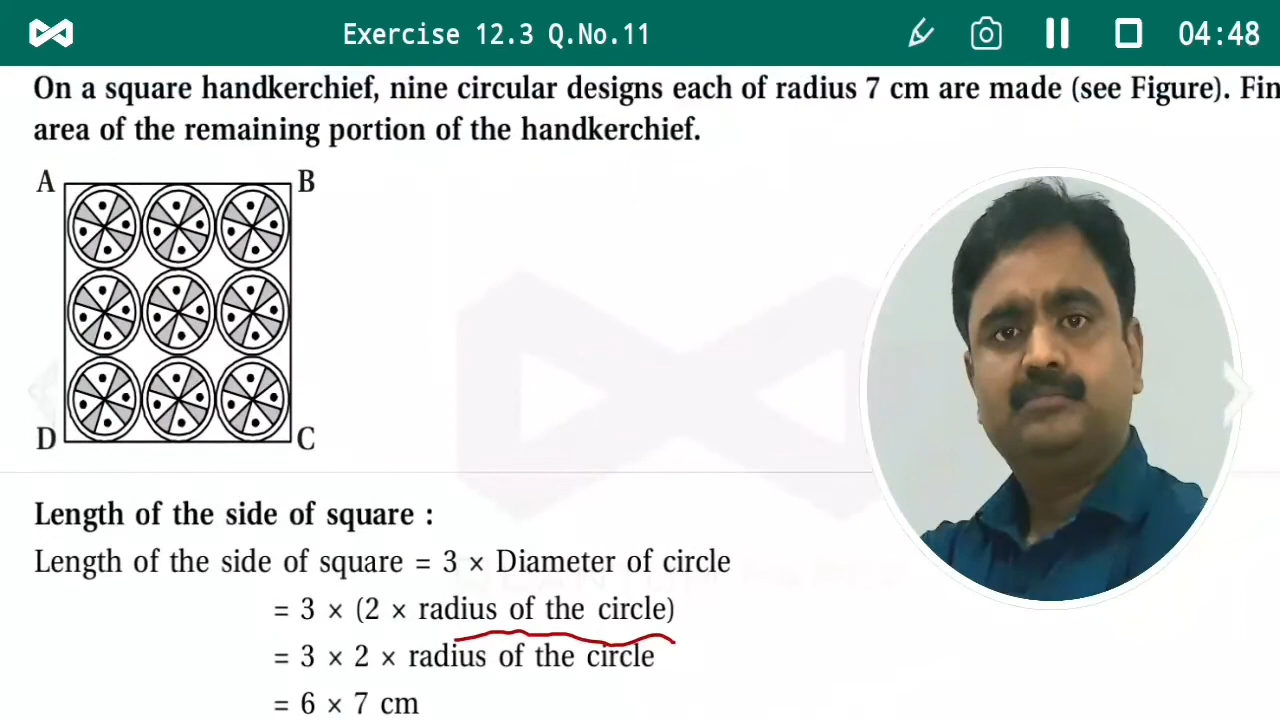 Exercise 12.3 Q.No.11
04:48
On a square handkerchief, nine circular designs each of radius 7 cm are made (see Figure). Fin
area of the remaining portion of the handkerchief.
A
B
D
C
Length of the side of square :
Length of the side of square = 3 × Diameter of circle
= 3 × (2 × radius of the circle)
= 3 × 2 × radius of the circle
= 6 × 7 cm